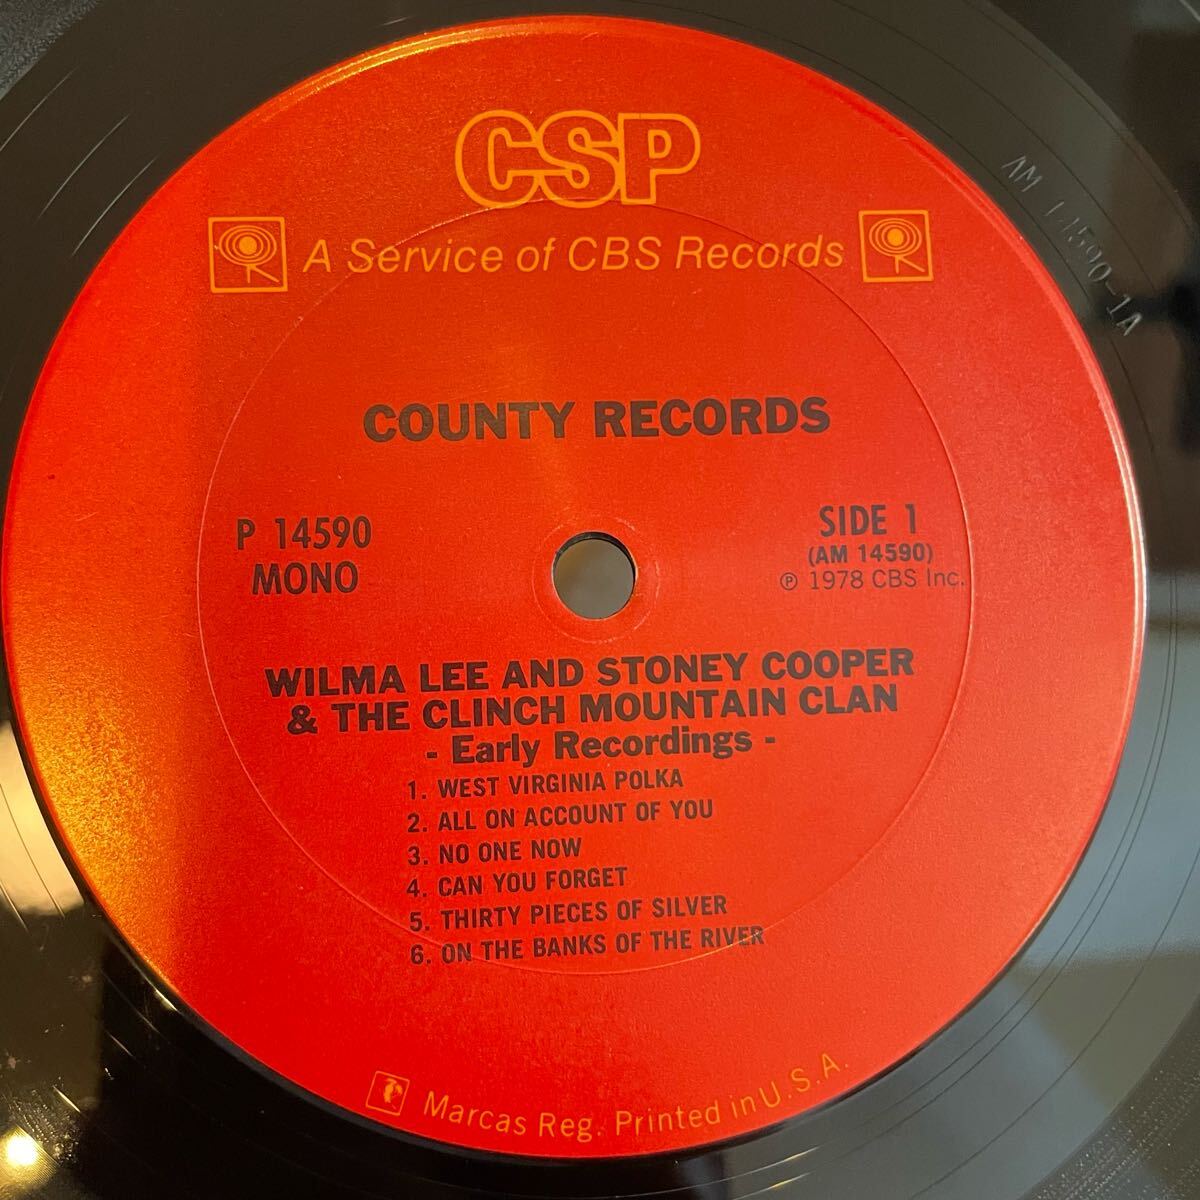 CSP
A Service of CBS Records
COUNTY RECORDS
P 14590
MONO
SIDE 1
(AM 14590)
℗ 1978 CBS Inc.
WILMA LEE AND STONEY COOPER
& THE CLINCH MOUNTAIN CLAN
- Early Recordings -
1. WEST VIRGINIA POLKA
2. ALL ON ACCOUNT OF YOU
3. NO ONE NOW
4. CAN YOU FORGET
5. THIRTY PIECES OF SILVER
6. ON THE BANKS OF THE RIVER
Marcas Reg. Printed in U.S.A.
AM 14590-1A